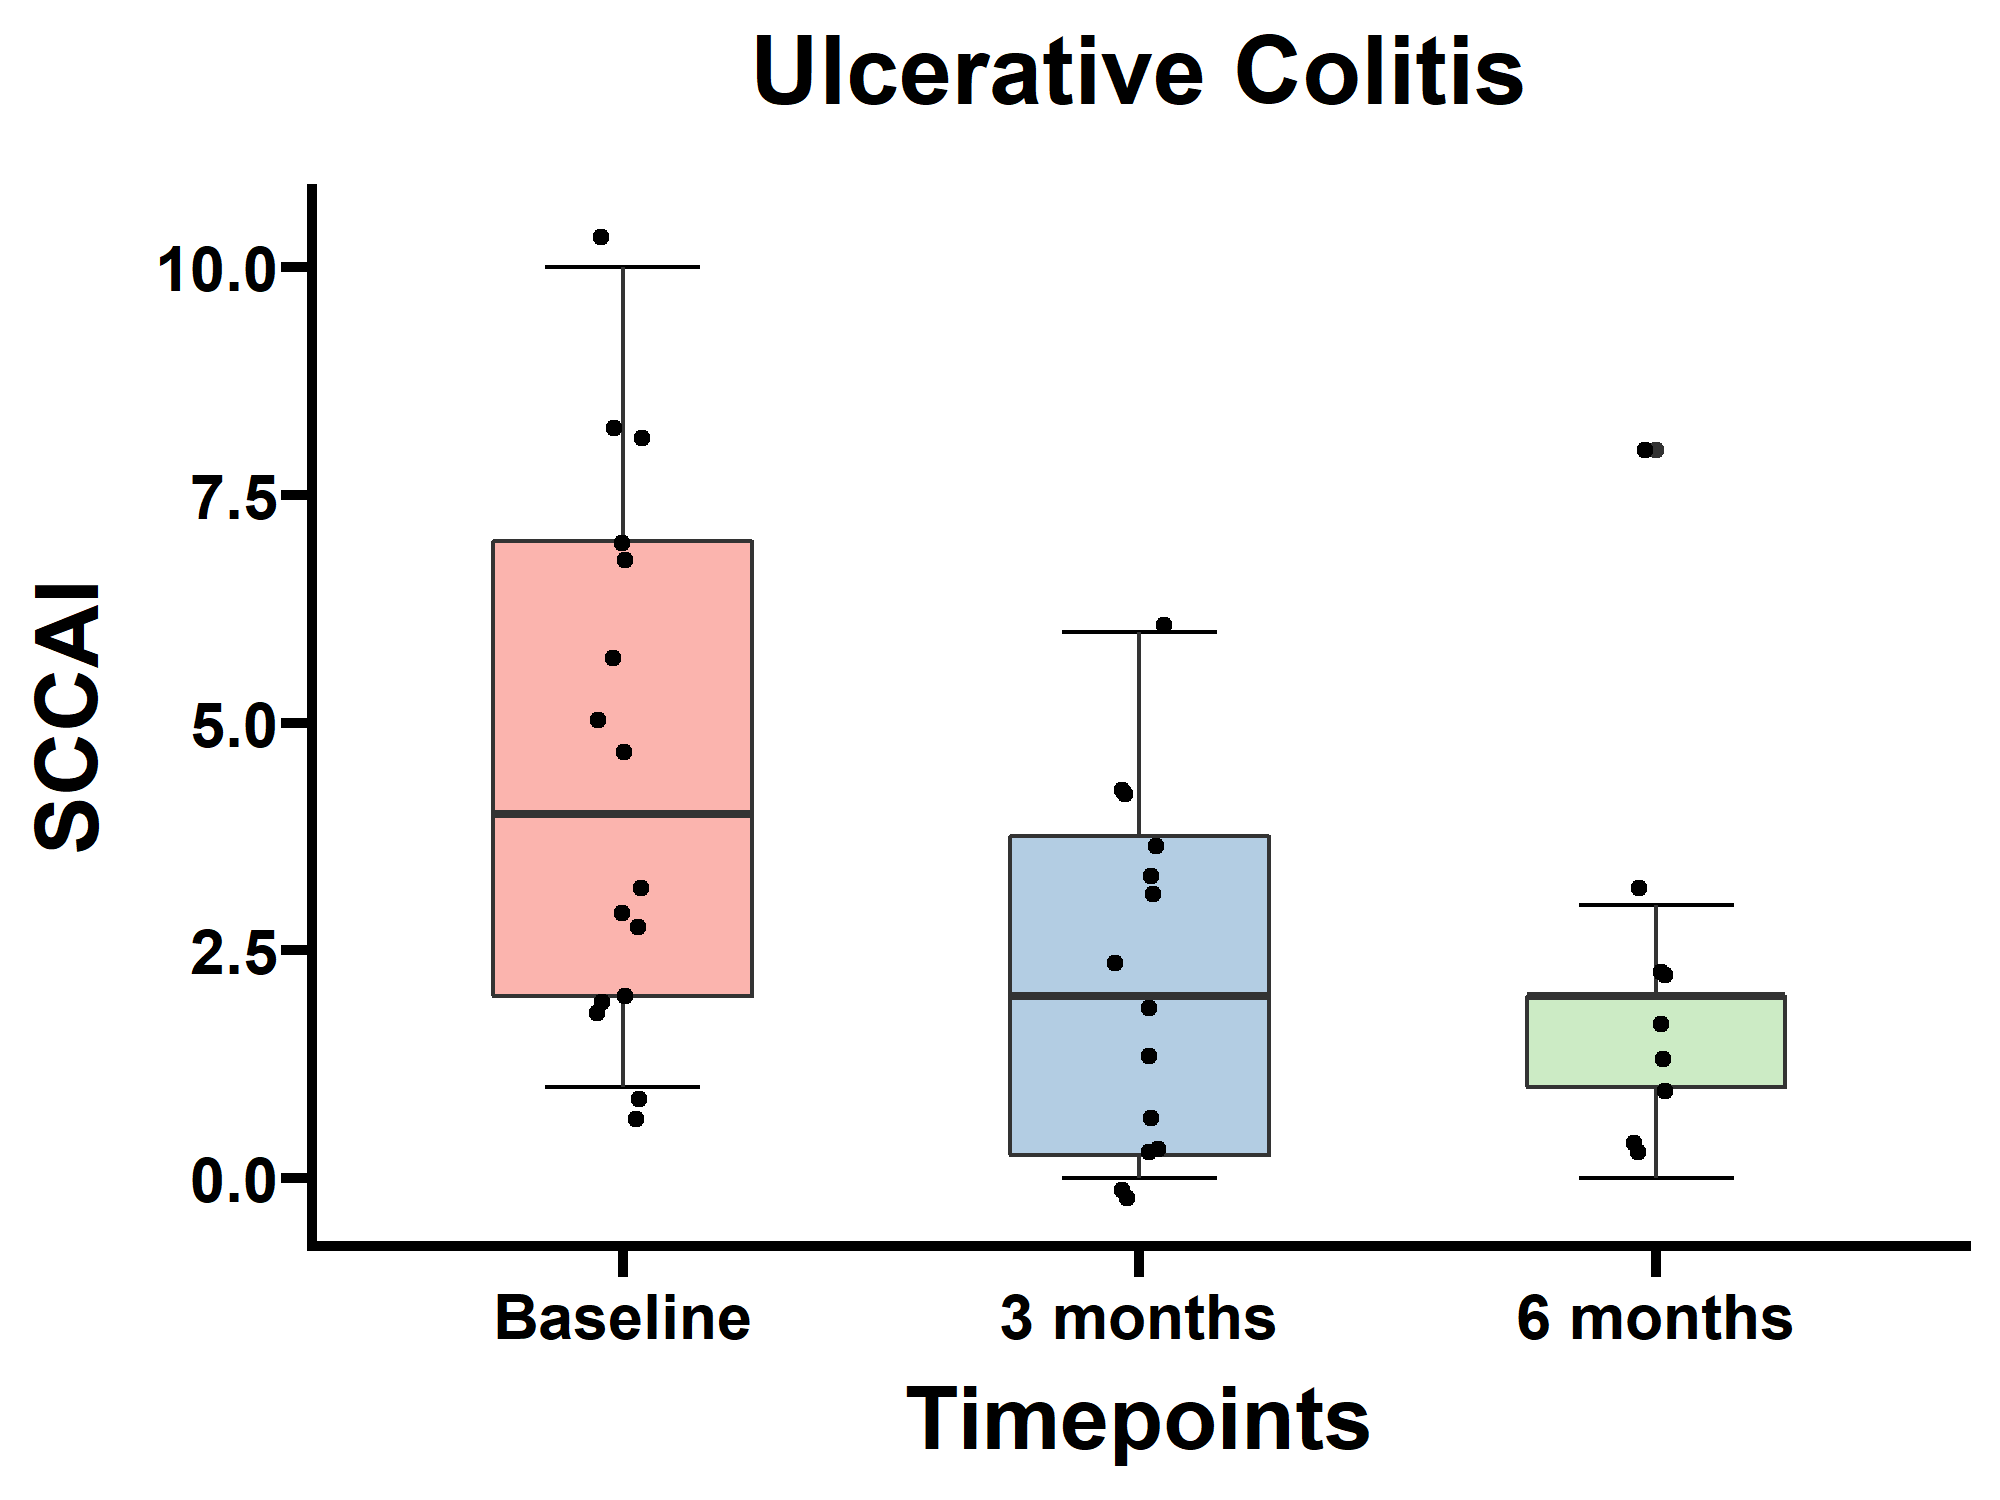 Ulcerative Colitis
SCCAI
10.0
7.5
5.0
2.5
0.0
Baseline 3 months 6 months
Timepoints